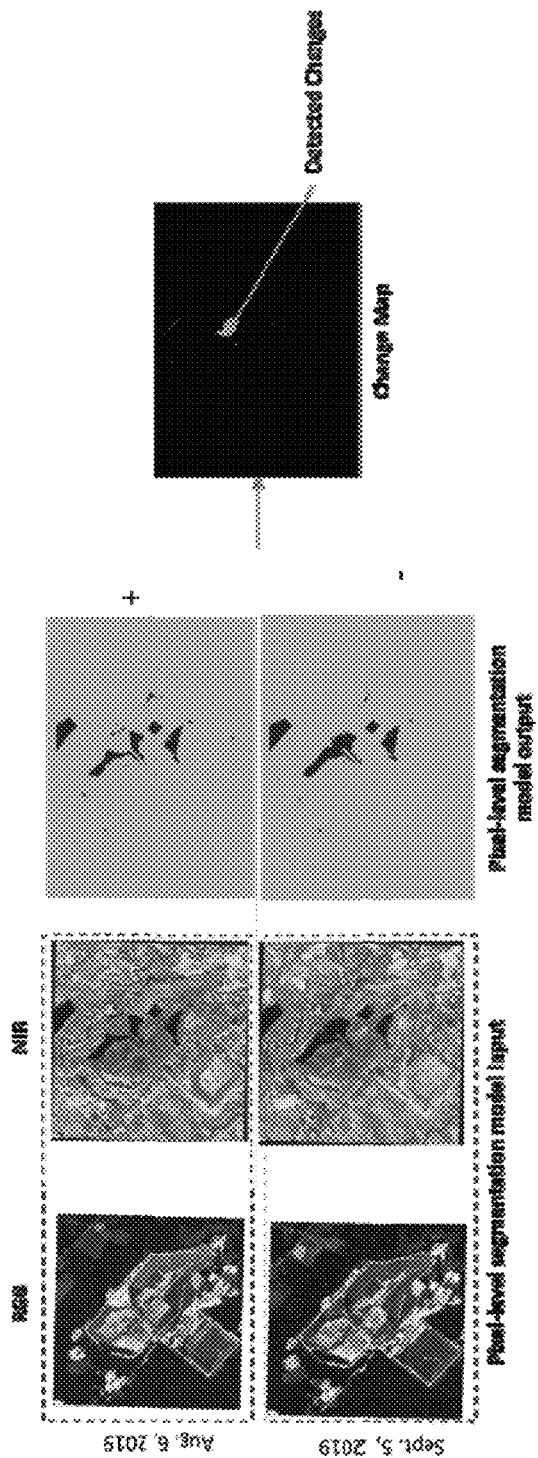 RGB
NIR
Aug. 6, 2019
Sept. 5, 2019
Pixel-level segmentation model input
Pixel-level segmentation
model output
+
-
Change Map
Detected Changes